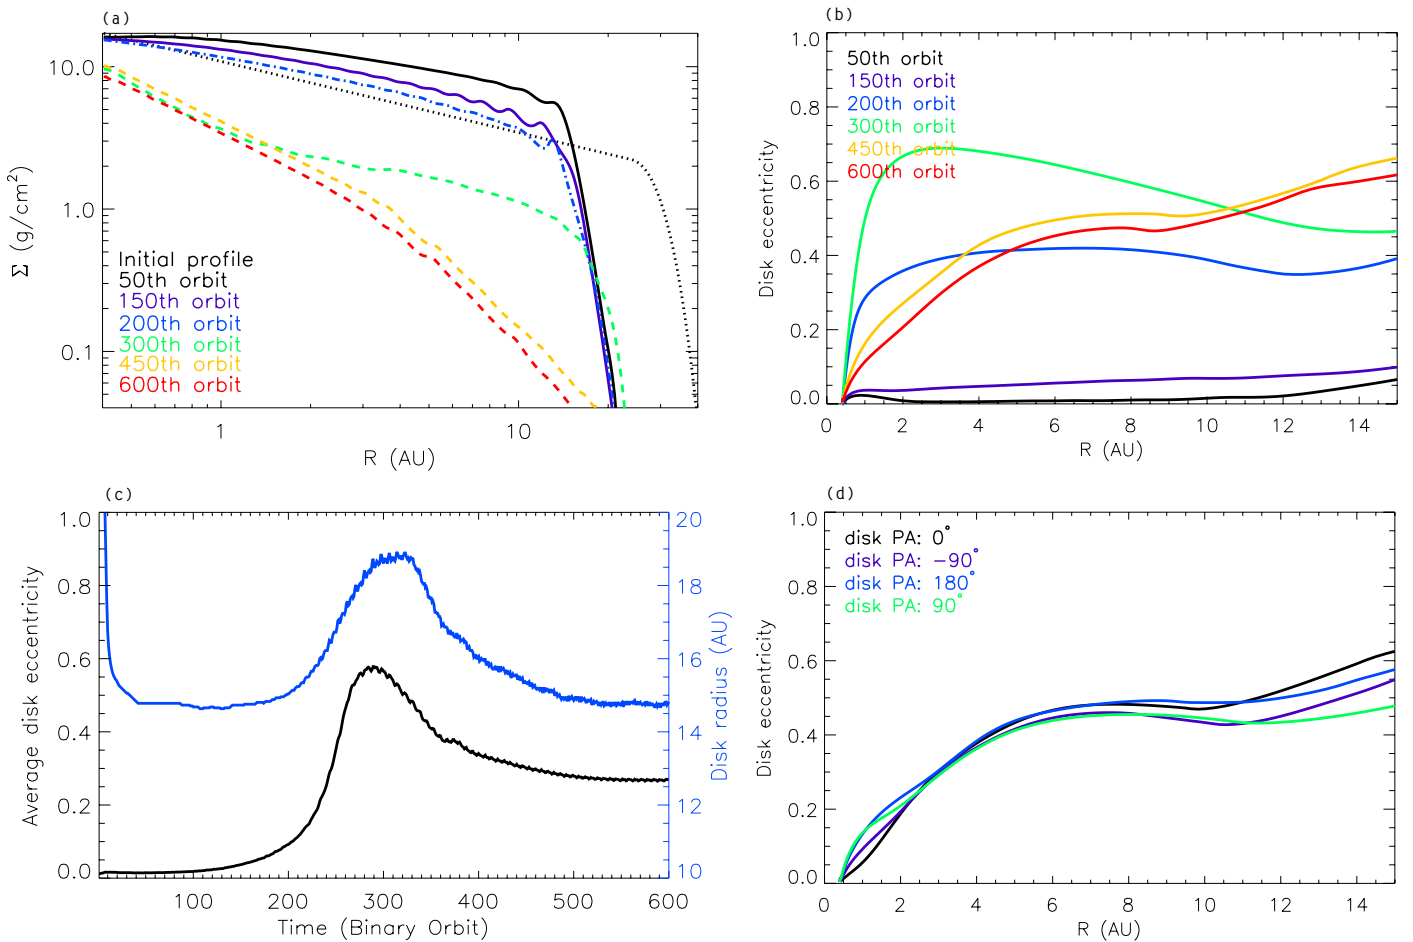 (a)
10.0
1.0
0.1
Σ (g/cm²)
Initial profile
50th orbit
150th orbit
200th orbit
300th orbit
450th orbit
600th orbit
1
10
R (AU)
(b)
1.0
0.8
0.6
0.4
0.2
0.0
Disk eccentricity
50th orbit
150th orbit
200th orbit
300th orbit
450th orbit
600th orbit
0
2
4
6
8
10
12
14
R (AU)
(c)
1.0
0.8
0.6
0.4
0.2
0.0
Average disk eccentricity
20
18
16
14
12
10
Disk radius (AU)
100
200
300
400
500
600
Time (Binary Orbit)
(d)
1.0
0.8
0.6
0.4
0.2
0.0
Disk eccentricity
disk PA: 0°
disk PA: −90°
disk PA: 180°
disk PA: 90°
0
2
4
6
8
10
12
14
R (AU)